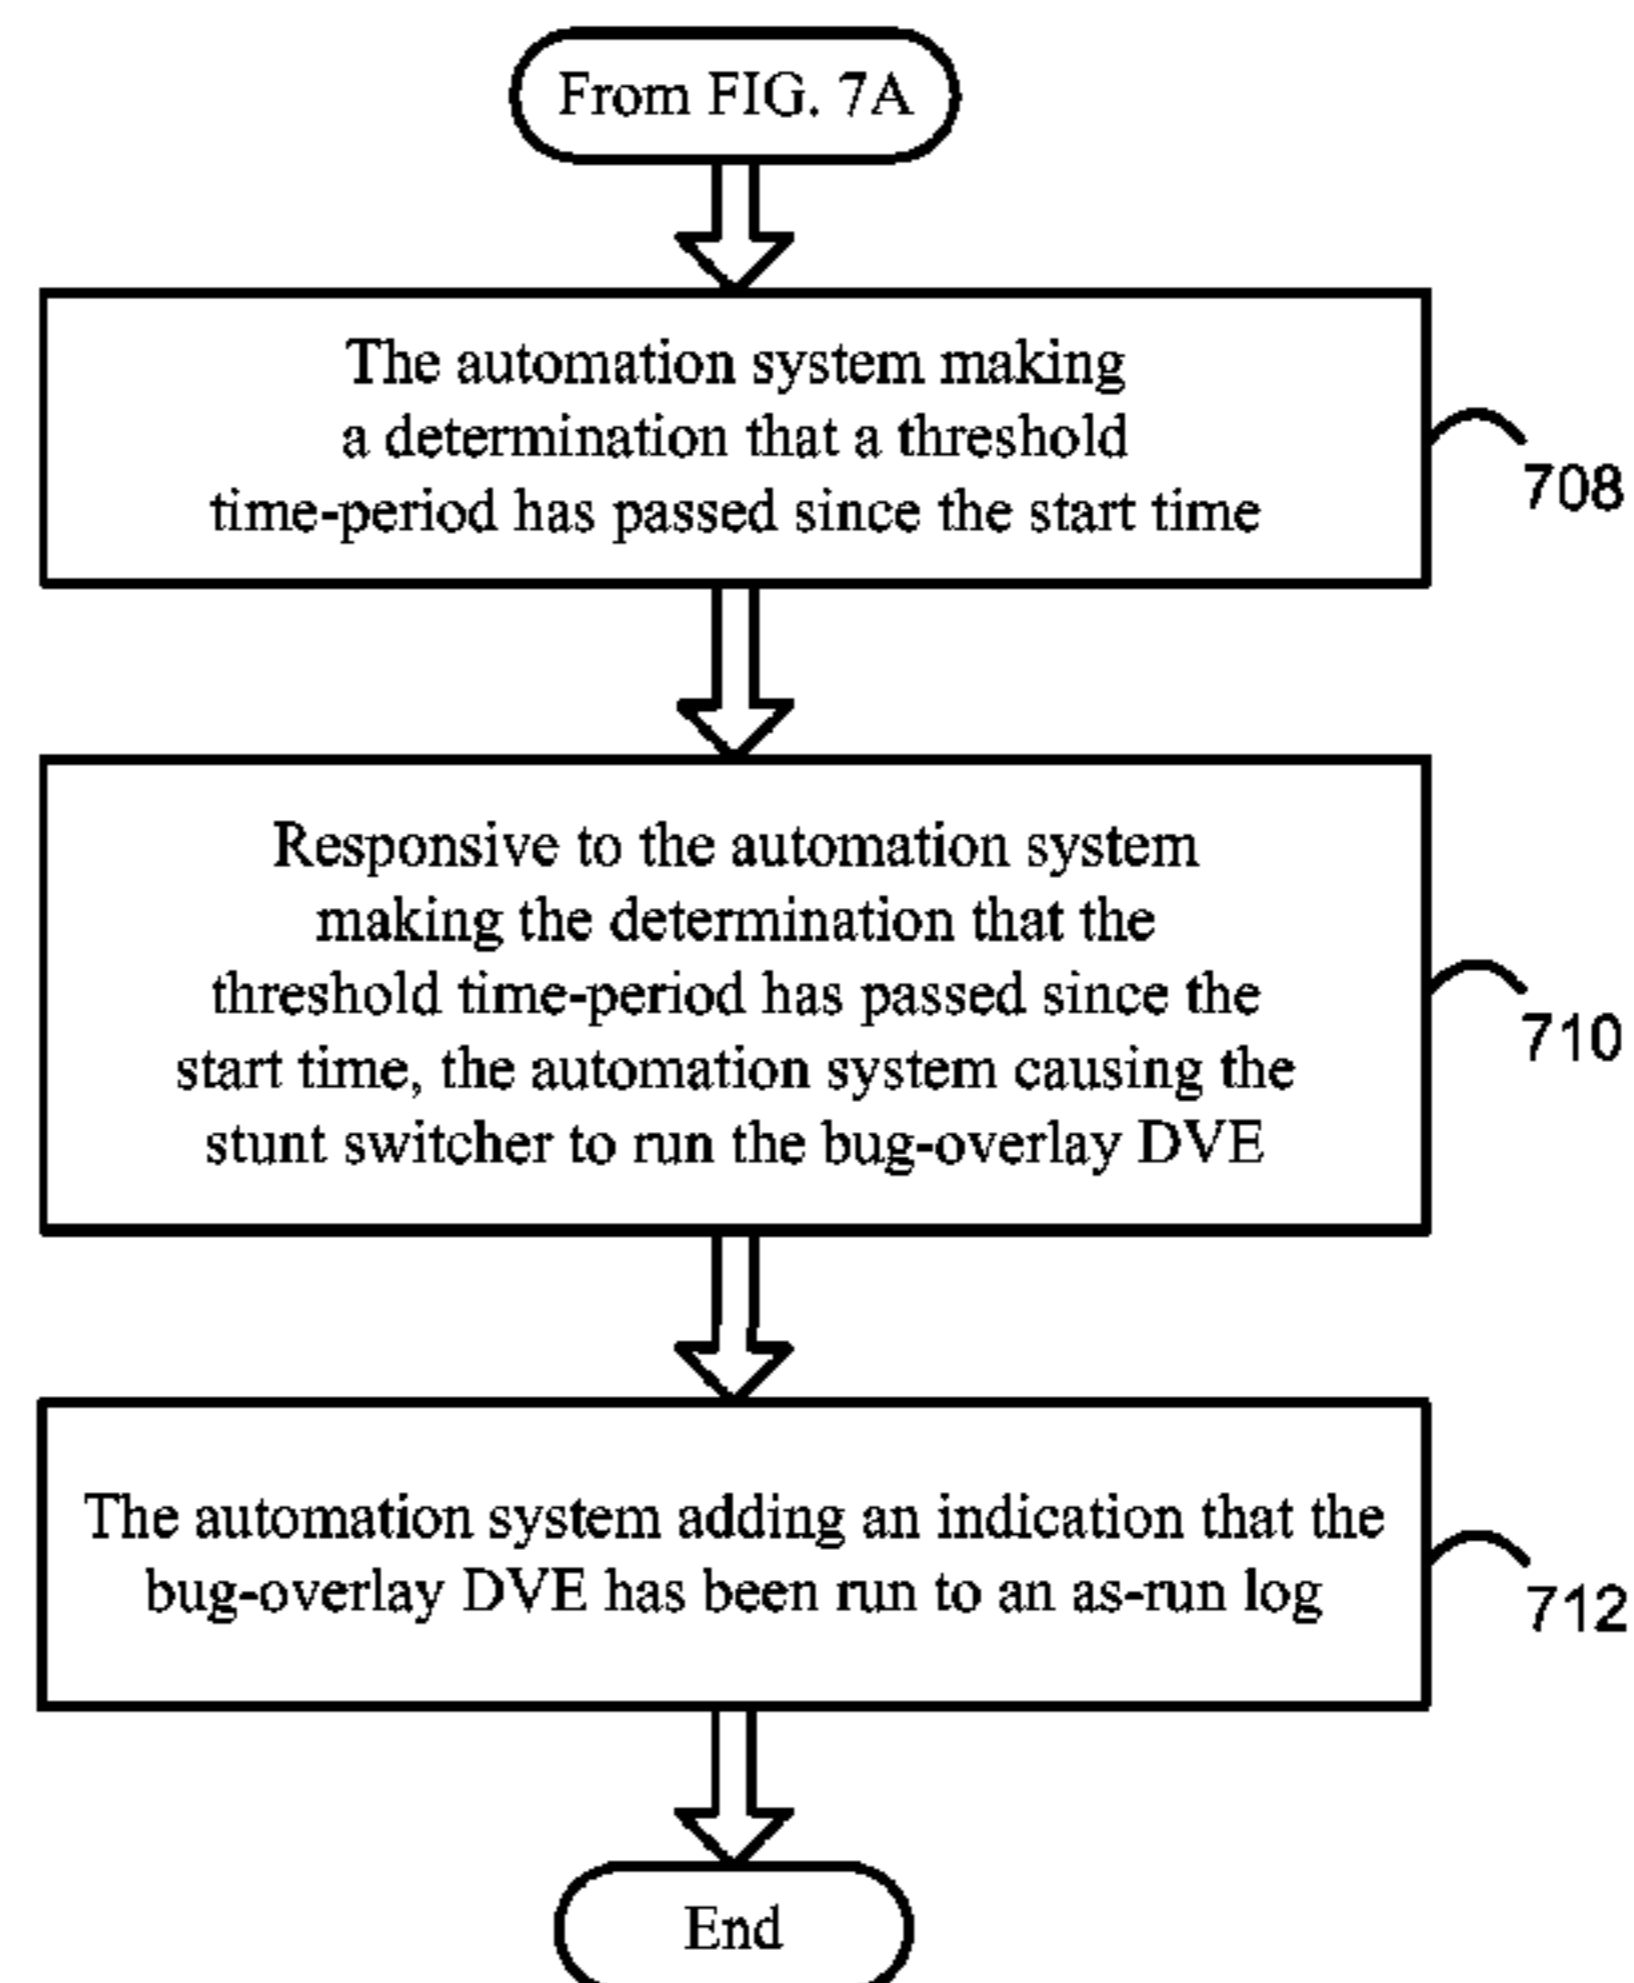 From FIG. 7A
The automation system making
a determination that a threshold
time-period has passed since the start time
708
Responsive to the automation system
making the determination that the
threshold time-period has passed since the
start time, the automation system causing the
stunt switcher to run the bug-overlay DVE
710
The automation system adding an indication that the
bug-overlay DVE has been run to an as-run log
712
End